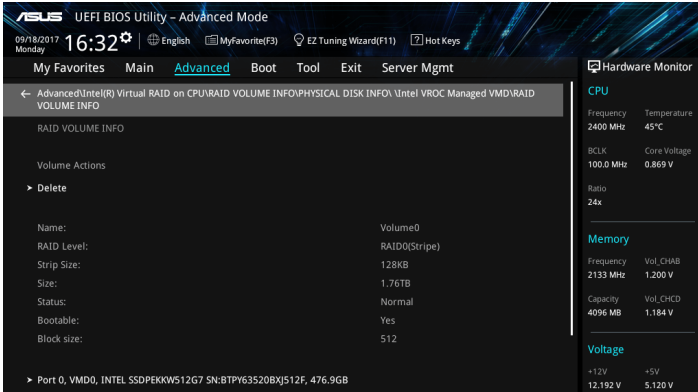 ASUS UEFI BIOS Utility – Advanced Mode
09/18/2017 Monday 16:32 English MyFavorite(F3) EZ Tuning Wizard(F11) ? Hot Keys
My Favorites Main Advanced Boot Tool Exit Server Mgmt
Hardware Monitor
← Advanced\Intel(R) Virtual RAID on CPU\RAID VOLUME INFO\PHYSICAL DISK INFO\ \Intel VROC Managed VMD\RAID
VOLUME INFO
RAID VOLUME INFO
Volume Actions
> Delete
Name: Volume0
RAID Level: RAID0(Stripe)
Strip Size: 128KB
Size: 1.76TB
Status: Normal
Bootable: Yes
Block size: 512
> Port 0, VMD0, INTEL SSDPEKKW512G7 SN:BTPY63520BXJ512F, 476.9GB
CPU
Frequency Temperature
2400 MHz 45°C
BCLK Core Voltage
100.0 MHz 0.869 V
Ratio
24x
Memory
Frequency Vol_CHAB
2133 MHz 1.200 V
Capacity Vol_CHCD
4096 MB 1.184 V
Voltage
+12V +5V
12.192 V 5.120 V